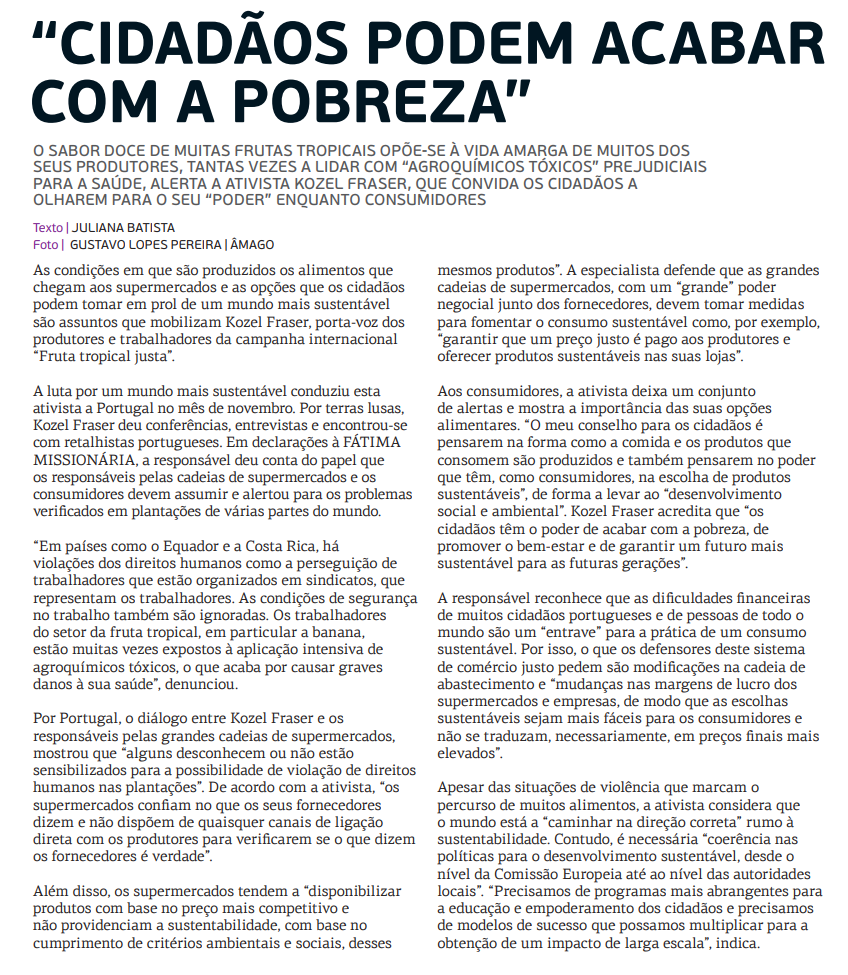 “CIDADÃOS PODEM ACABAR
COM A POBREZA”
O SABOR DOCE DE MUITAS FRUTAS TROPICAIS OPÕE-SE À VIDA AMARGA DE MUITOS DOS
SEUS PRODUTORES, TANTAS VEZES A LIDAR COM “AGROQUÍMICOS TÓXICOS” PREJUDICIAIS
PARA A SAÚDE, ALERTA A ATIVISTA KOZEL FRASER, QUE CONVIDA OS CIDADÃOS A
OLHAREM PARA O SEU “PODER” ENQUANTO CONSUMIDORES
Texto | JULIANA BATISTA
Foto | GUSTAVO LOPES PEREIRA | ÂMAGO
As condições em que são produzidos os alimentos que
chegam aos supermercados e as opções que os cidadãos
podem tomar em prol de um mundo mais sustentável
são assuntos que mobilizam Kozel Fraser, porta-voz dos
produtores e trabalhadores da campanha internacional
“Fruta tropical justa”.
A luta por um mundo mais sustentável conduziu esta
ativista a Portugal no mês de novembro. Por terras lusas,
Kozel Fraser deu conferências, entrevistas e encontrou-se
com retalhistas portugueses. Em declarações à FÁTIMA
MISSIONÁRIA, a responsável deu conta do papel que
os responsáveis pelas cadeias de supermercados e os
consumidores devem assumir e alertou para os problemas
verificados em plantações de várias partes do mundo.
“Em países como o Equador e a Costa Rica, há
violações dos direitos humanos como a perseguição de
trabalhadores que estão organizados em sindicatos, que
representam os trabalhadores. As condições de segurança
no trabalho também são ignoradas. Os trabalhadores
do setor da fruta tropical, em particular a banana,
estão muitas vezes expostos à aplicação intensiva de
agroquímicos tóxicos, o que acaba por causar graves
danos à sua saúde”, denunciou.
Por Portugal, o diálogo entre Kozel Fraser e os
responsáveis pelas grandes cadeias de supermercados,
mostrou que “alguns desconhecem ou não estão
sensibilizados para a possibilidade de violação de direitos
humanos nas plantações”. De acordo com a ativista, “os
supermercados confiam no que os seus fornecedores
dizem e não dispõem de quaisquer canais de ligação
direta com os produtores para verificarem se o que dizem
os fornecedores é verdade”.
Além disso, os supermercados tendem a “disponibilizar
produtos com base no preço mais competitivo e
não providenciam a sustentabilidade, com base no
cumprimento de critérios ambientais e sociais, desses
mesmos produtos”. A especialista defende que as grandes
cadeias de supermercados, com um “grande” poder
negocial junto dos fornecedores, devem tomar medidas
para fomentar o consumo sustentável como, por exemplo,
“garantir que um preço justo é pago aos produtores e
oferecer produtos sustentáveis nas suas lojas”.
Aos consumidores, a ativista deixa um conjunto
de alertas e mostra a importância das suas opções
alimentares. “O meu conselho para os cidadãos é
pensarem na forma como a comida e os produtos que
consomem são produzidos e também pensarem no poder
que têm, como consumidores, na escolha de produtos
sustentáveis”, de forma a levar ao “desenvolvimento
social e ambiental”. Kozel Fraser acredita que “os
cidadãos têm o poder de acabar com a pobreza, de
promover o bem-estar e de garantir um futuro mais
sustentável para as futuras gerações”.
A responsável reconhece que as dificuldades financeiras
de muitos cidadãos portugueses e de pessoas de todo o
mundo são um “entrave” para a prática de um consumo
sustentável. Por isso, o que os defensores deste sistema
de comércio justo pedem são modificações na cadeia de
abastecimento e “mudanças nas margens de lucro dos
supermercados e empresas, de modo que as escolhas
sustentáveis sejam mais fáceis para os consumidores e
não se traduzam, necessariamente, em preços finais mais
elevados”.
Apesar das situações de violência que marcam o
percurso de muitos alimentos, a ativista considera que
o mundo está a “caminhar na direção correta” rumo à
sustentabilidade. Contudo, é necessária “coerência nas
políticas para o desenvolvimento sustentável, desde o
nível da Comissão Europeia até ao nível das autoridades
locais”. “Precisamos de programas mais abrangentes para
a educação e empoderamento dos cidadãos e precisamos
de modelos de sucesso que possamos multiplicar para a
obtenção de um impacto de larga escala”, indica.